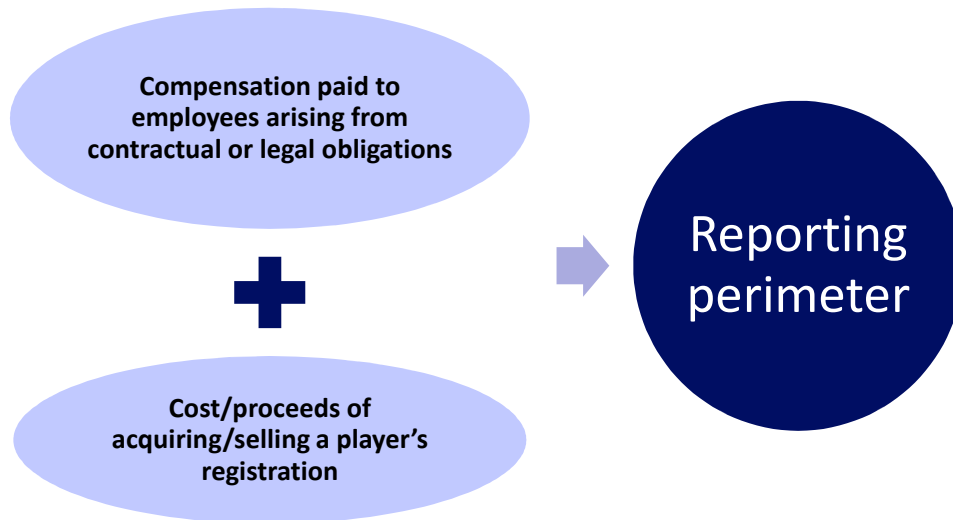 Compensation paid to
employees arising from
contractual or legal obligations
Reporting
perimeter
Cost/proceeds of
acquiring/selling a player’s
registration